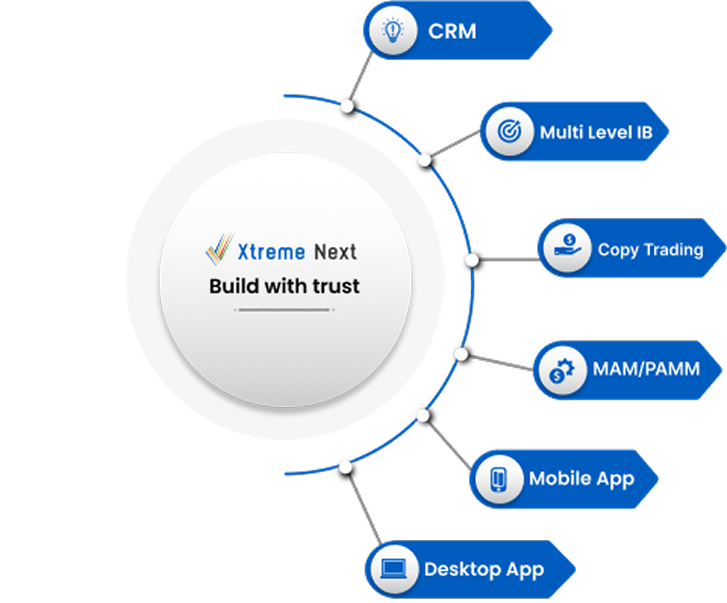 CRM
Multi Level IB
Xtreme Next
Build with trust
Copy Trading
MAM/PAMM
Mobile App
Desktop App